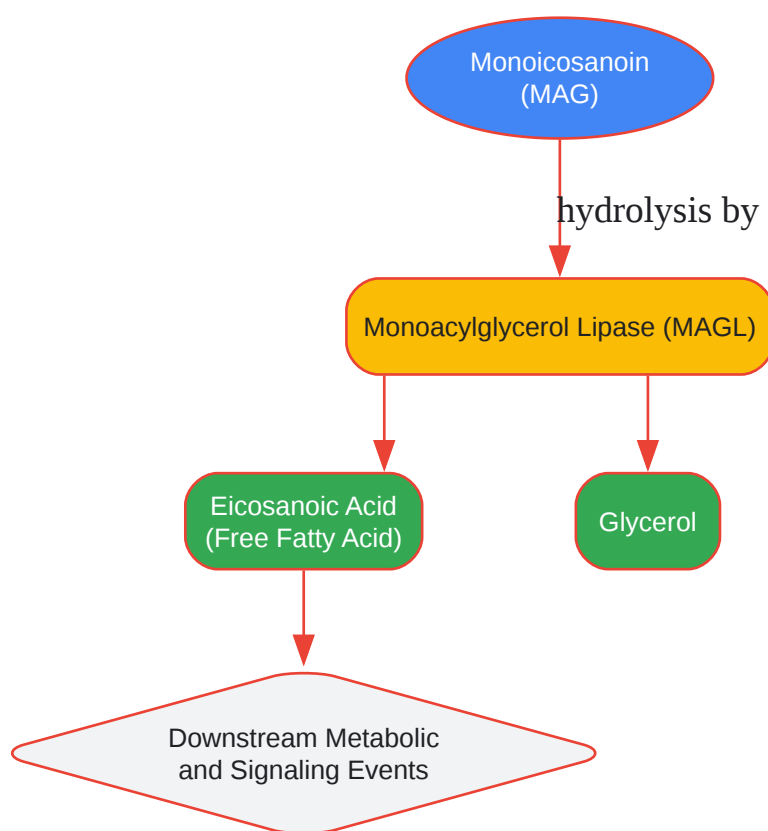 Monoicosanoin
(MAG)
hydrolysis by
Monoacylglycerol Lipase (MAGL)
Eicosanoic Acid
(Free Fatty Acid)
Glycerol
Downstream Metabolic
and Signaling Events